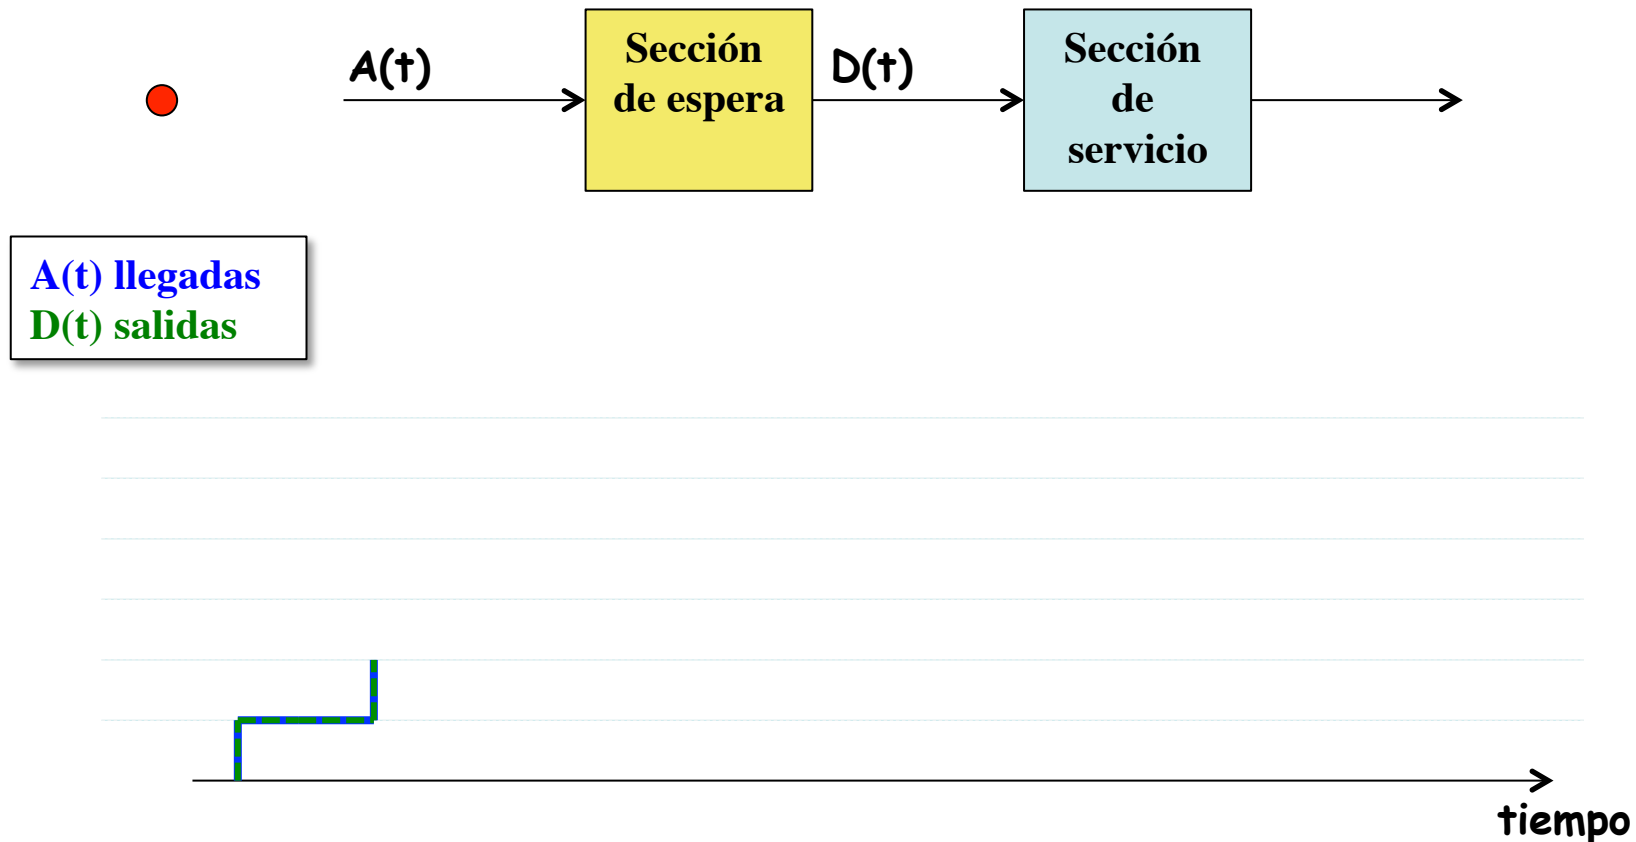 A(t)
Sección
de espera
D(t)
Sección
de
servicio
A(t) llegadas
D(t) salidas
tiempo